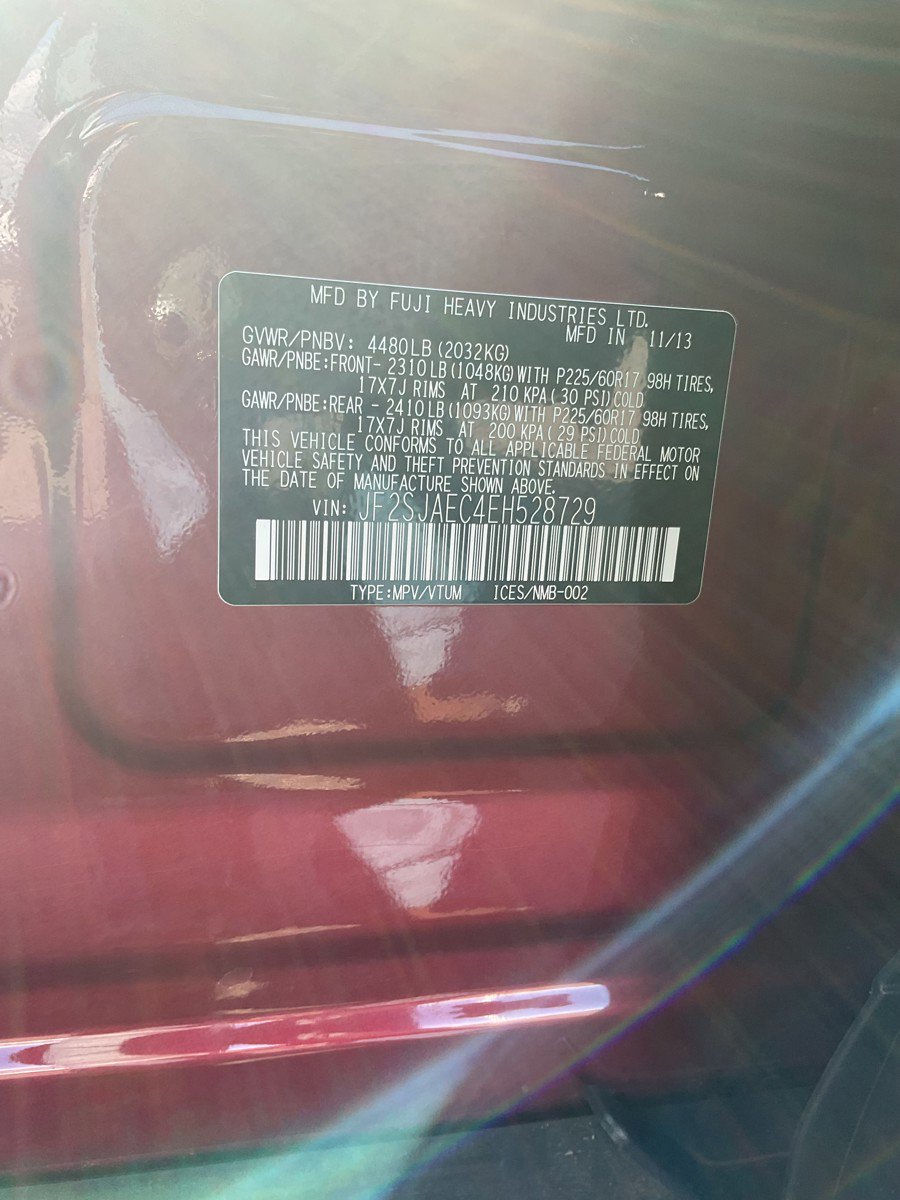 MFD BY FUJI HEAVY INDUSTRIES LTD.
MFD IN 11/13
GVWR/PNBV: 4480LB(2032KG)
GAWR/PNBE:FRONT- 2310LB(1048KG)WITH P225/60R17 98H TIRES,
17X7J RIMS AT 210 KPA( 30 PSI)COLD
GAWR/PNBE:REAR - 2410LB(1093KG)WITH P225/60R17 98H TIRES,
17X7J RIMS AT 200 KPA( 29 PSI)COLD
THIS VEHICLE CONFORMS TO ALL APPLICABLE FEDERAL MOTOR
VEHICLE SAFETY AND THEFT PREVENTION STANDARDS IN EFFECT ON
THE DATE OF MANUFACTURE SHOWN ABOVE.
VIN: JF2SJAEC4EH528729
TYPE:MPV/VTUM ICES/NMB-002